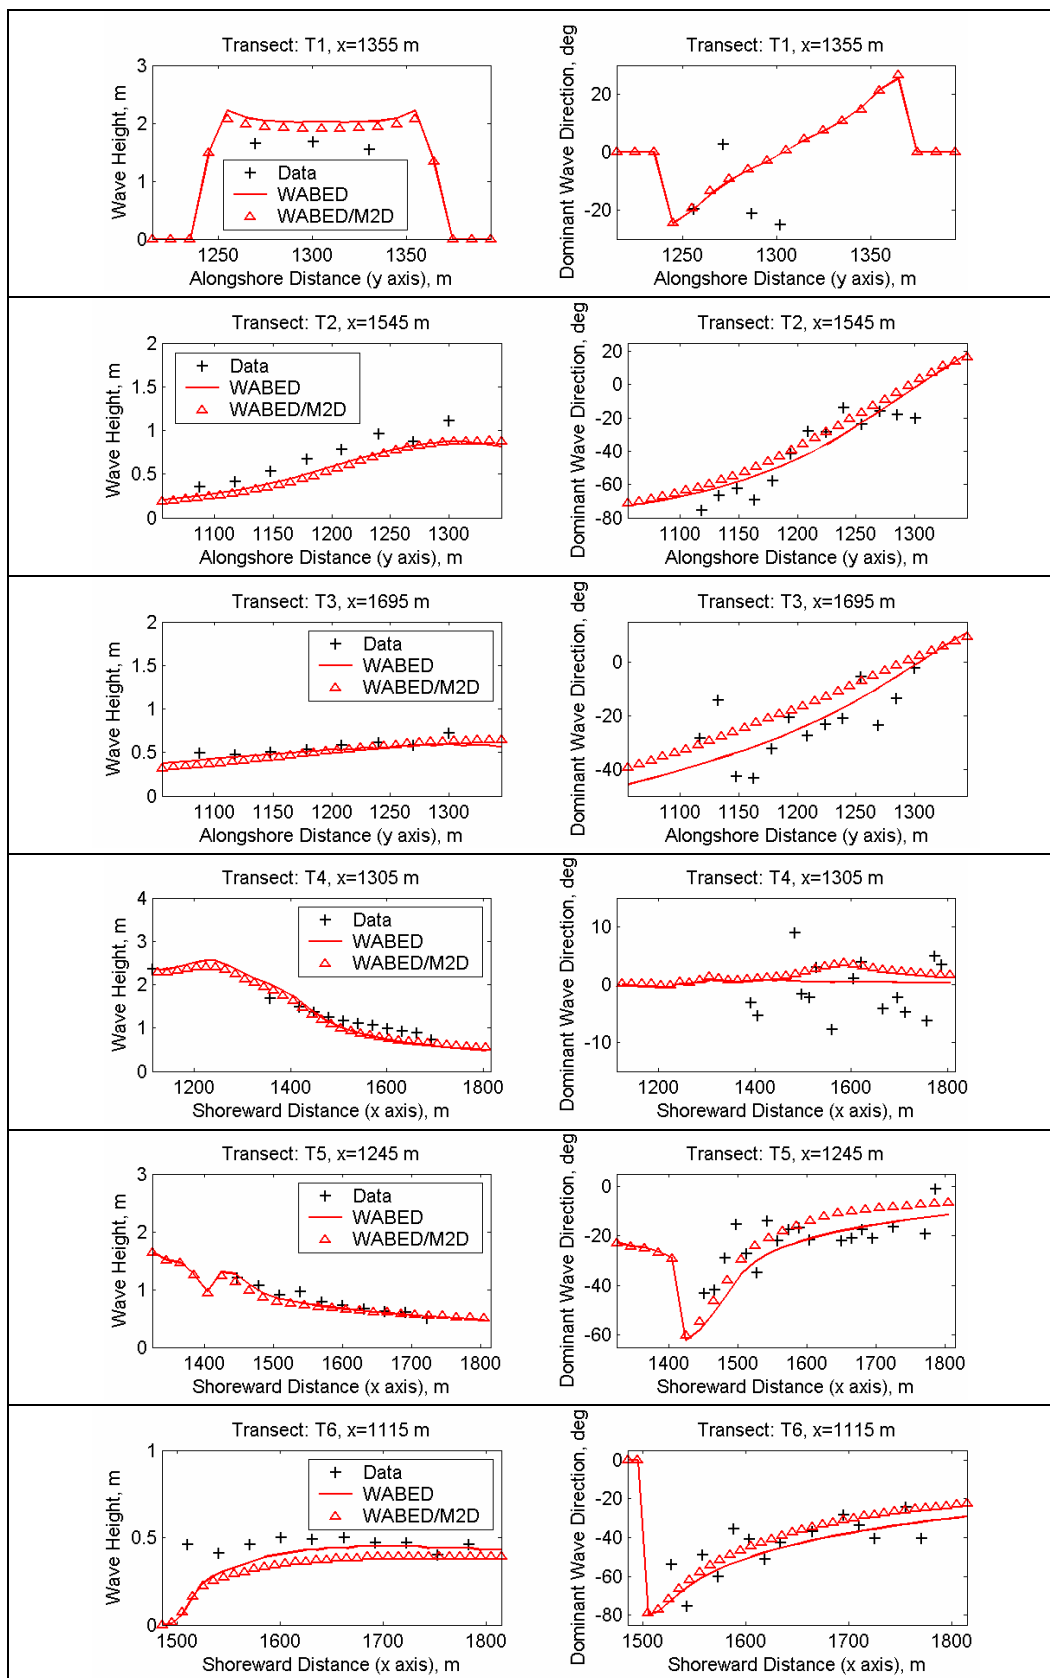 Transect: T1, x=1355 m
Wave Height, m
3
2
1
0
Data
WABED
WABED/M2D
1250 1300 1350
Alongshore Distance (y axis), m
Transect: T1, x=1355 m
Dominant Wave Direction, deg
20
0
-20
1250 1300 1350
Alongshore Distance (y axis), m
Transect: T2, x=1545 m
Wave Height, m
2
1.5
1
0.5
0
Data
WABED
WABED/M2D
1100 1150 1200 1250 1300
Alongshore Distance (y axis), m
Transect: T2, x=1545 m
Dominant Wave Direction, deg
20
0
-20
-40
-60
-80
1100 1150 1200 1250 1300
Alongshore Distance (y axis), m
Transect: T3, x=1695 m
Wave Height, m
2
1.5
1
0.5
0
Data
WABED
WABED/M2D
1100 1150 1200 1250 1300
Alongshore Distance (y axis), m
Transect: T3, x=1695 m
Dominant Wave Direction, deg
0
-20
-40
1100 1150 1200 1250 1300
Alongshore Distance (y axis), m
Transect: T4, x=1305 m
Wave Height, m
4
3
2
1
0
Data
WABED
WABED/M2D
1200 1400 1600 1800
Shoreward Distance (x axis), m
Transect: T4, x=1305 m
Dominant Wave Direction, deg
10
0
-10
1200 1400 1600 1800
Shoreward Distance (x axis), m
Transect: T5, x=1245 m
Wave Height, m
3
2
1
0
Data
WABED
WABED/M2D
1400 1500 1600 1700 1800
Shoreward Distance (x axis), m
Transect: T5, x=1245 m
Dominant Wave Direction, deg
0
-20
-40
-60
1400 1500 1600 1700 1800
Shoreward Distance (x axis), m
Transect: T6, x=1115 m
Wave Height, m
1
0.5
0
Data
WABED
WABED/M2D
1500 1600 1700 1800
Shoreward Distance (x axis), m
Transect: T6, x=1115 m
Dominant Wave Direction, deg
0
-20
-40
-60
-80
1500 1600 1700 1800
Shoreward Distance (x axis), m